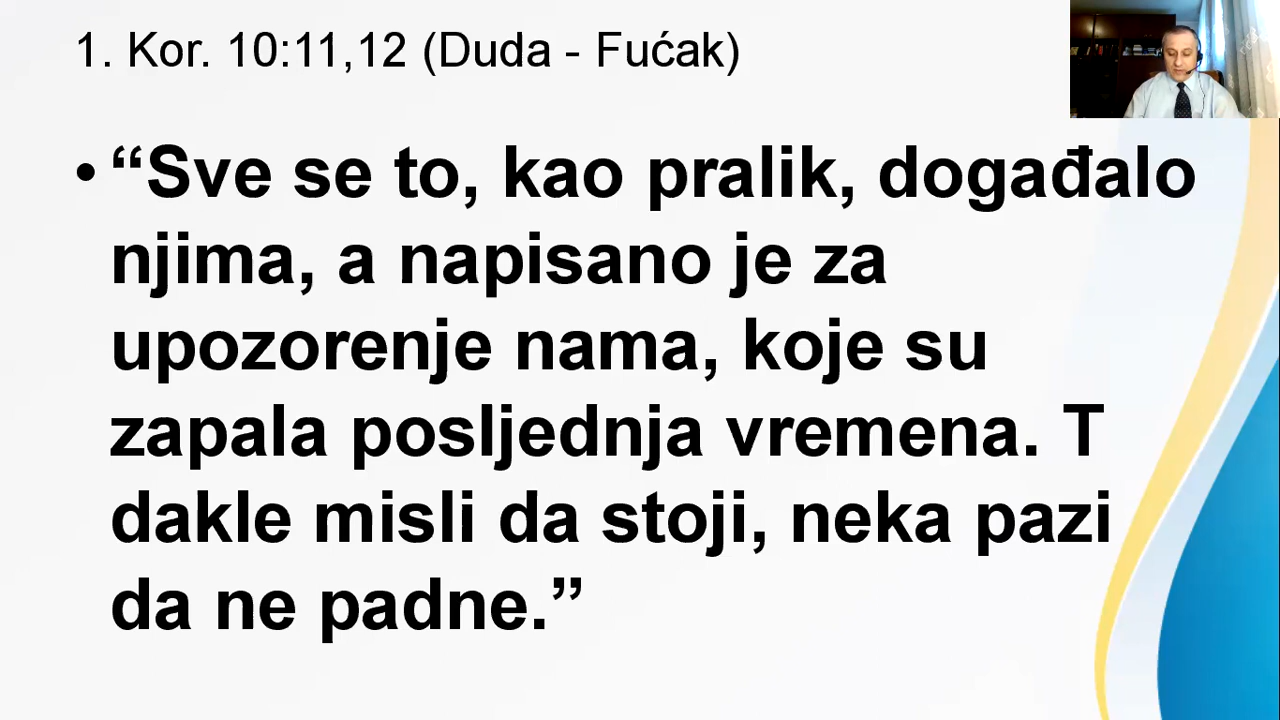 1. Kor. 10:11,12 (Duda - Fućak)
• “Sve se to, kao pralik, događalo
njima, a napisano je za
upozorenje nama, koje su
zapala posljednja vremena. T
dakle misli da stoji, neka pazi
da ne padne.”